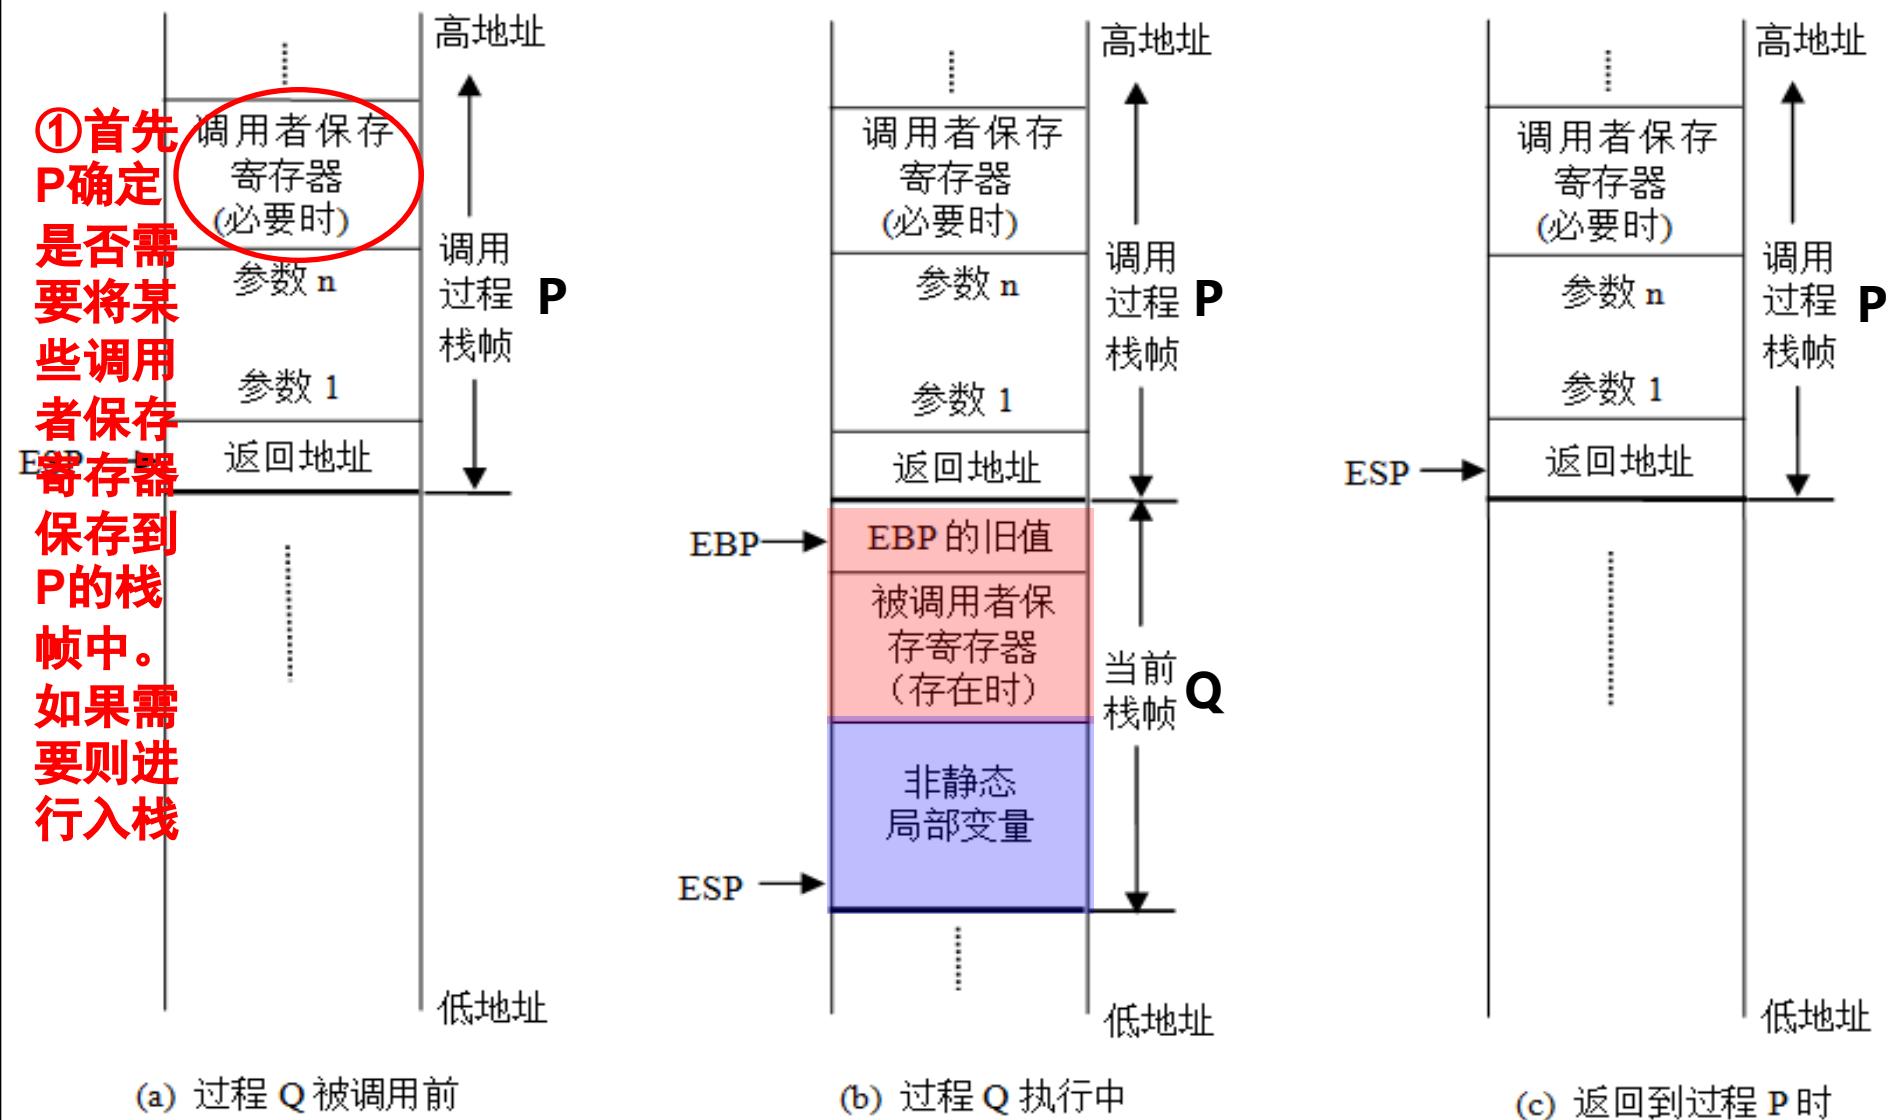 ①首先
P确定
是否需
要将某
些调用
者保存
寄存器
保存到
P的栈
帧中。
如果需
要则进
行入栈
高地址
调用者保存
寄存器
(必要时)
参数 n
参数 1
返回地址
ESP
调用
过程
栈帧
P
低地址
(a) 过程 Q 被调用前
高地址
调用者保存
寄存器
(必要时)
参数 n
参数 1
返回地址
调用
过程
栈帧
P
EBP
EBP 的旧值
被调用者保
存寄存器
（存在时）
非静态
局部变量
ESP
当前
栈帧
Q
低地址
(b) 过程 Q 执行中
高地址
调用者保存
寄存器
(必要时)
参数 n
参数 1
返回地址
ESP
调用
过程
栈帧
P
低地址
(c) 返回到过程 P 时